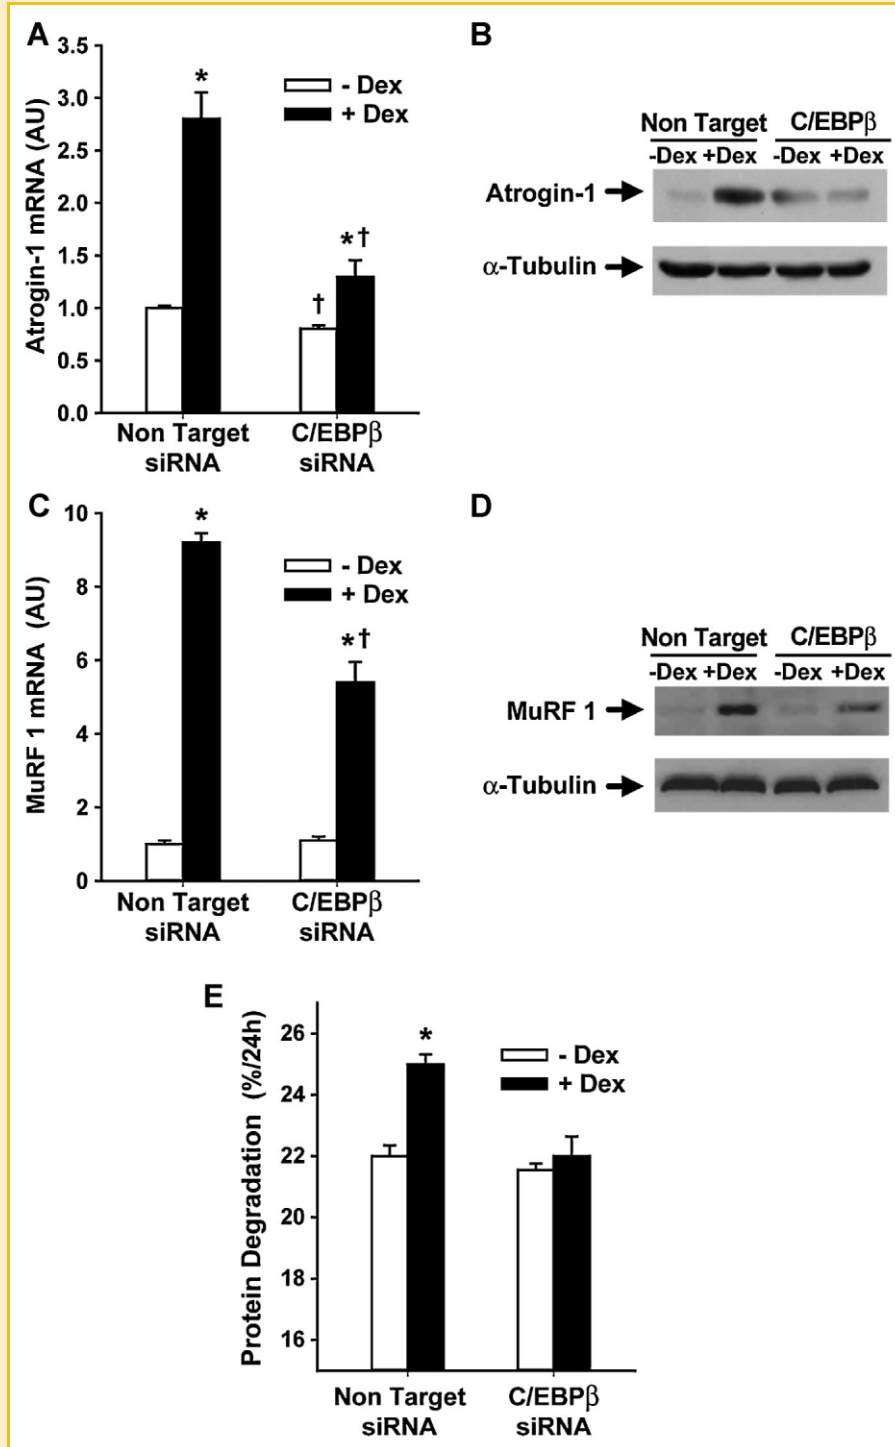 A
Atrogin-1 mRNA (AU)
3.5
3.0
2.5
2.0
1.5
1.0
0.5
0.0
*
*†
†
- Dex
+ Dex
Non Target siRNA
C/EBPβ siRNA
B
Non Target C/EBPβ
-Dex +Dex -Dex +Dex
Atrogin-1
α-Tubulin
C
MuRF 1 mRNA (AU)
10
8
6
4
2
0
*
*†
- Dex
+ Dex
Non Target siRNA
C/EBPβ siRNA
D
Non Target C/EBPβ
-Dex +Dex -Dex +Dex
MuRF 1
α-Tubulin
E
Protein Degradation (%/24h)
26
24
22
20
18
16
*
- Dex
+ Dex
Non Target siRNA
C/EBPβ siRNA